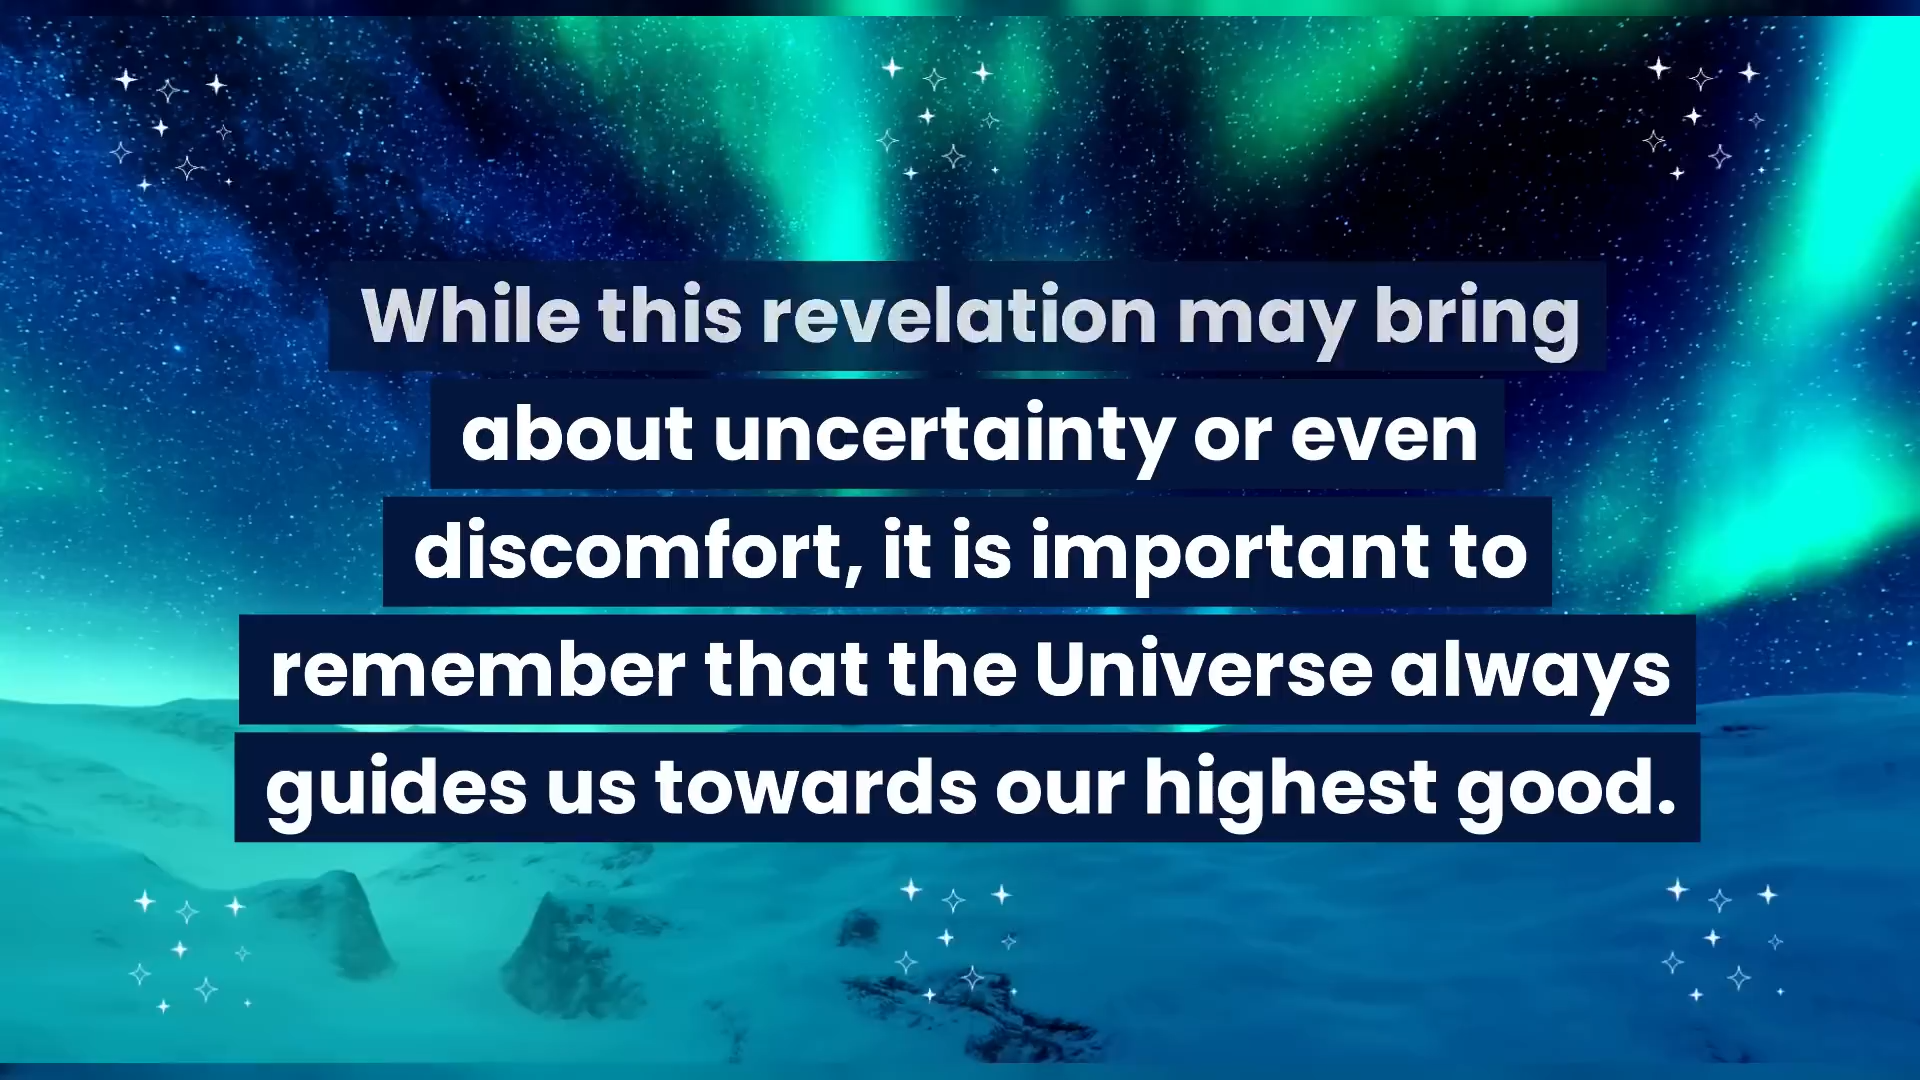 While this revelation may bring
about uncertainty or even
discomfort, it is important to
remember that the Universe always
guides us towards our highest good.